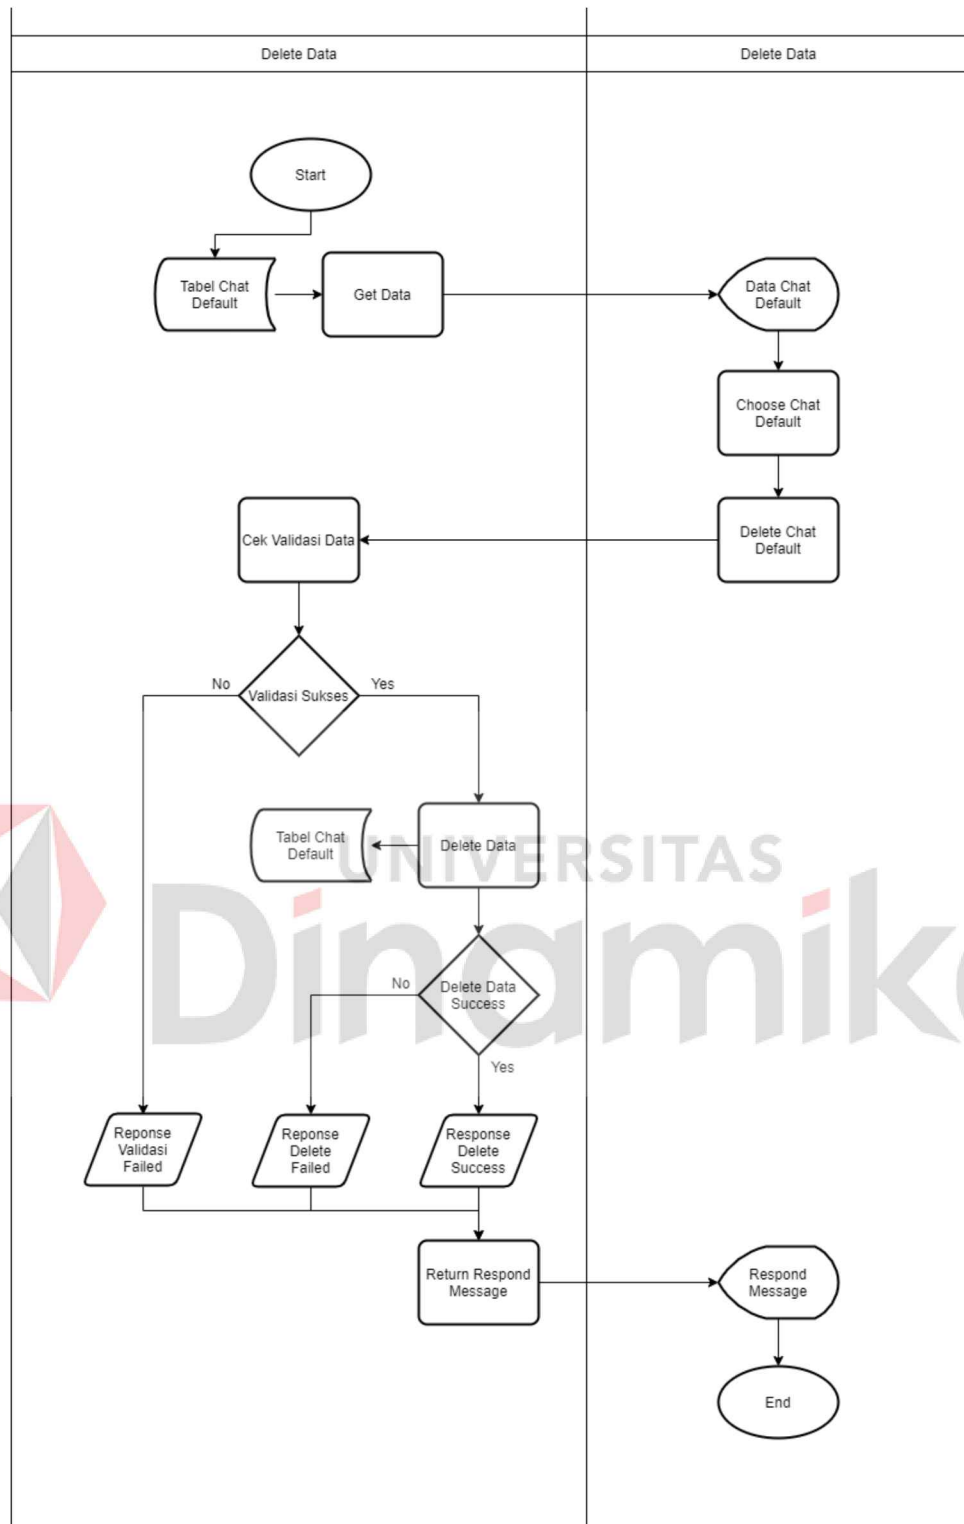 Delete Data
Delete Data
Start
Tabel Chat
Default
Get Data
Data Chat
Default
Choose Chat
Default
Cek Validasi Data
Delete Chat
Default
No
Validasi Sukses
Yes
Tabel Chat
Default
Delete Data
UNIVERSITAS
Dinamika
No
Delete Data
Success
Yes
Reponse
Validasi
Failed
Reponse
Delete
Failed
Response
Delete
Success
Return Respond
Message
Respond
Message
End